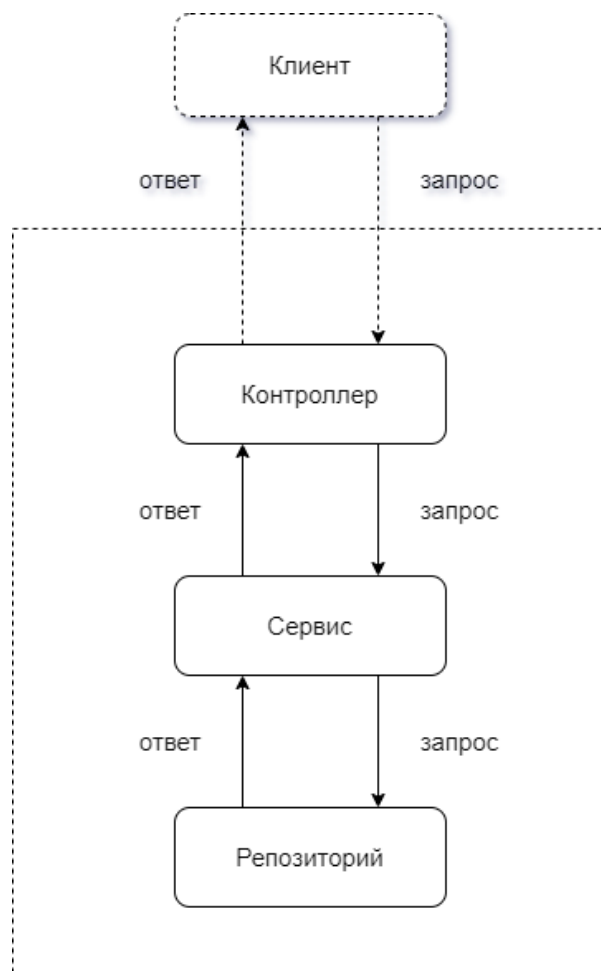 Клиент
ответ
запрос
Контроллер
ответ
запрос
Сервис
ответ
запрос
Репозиторий